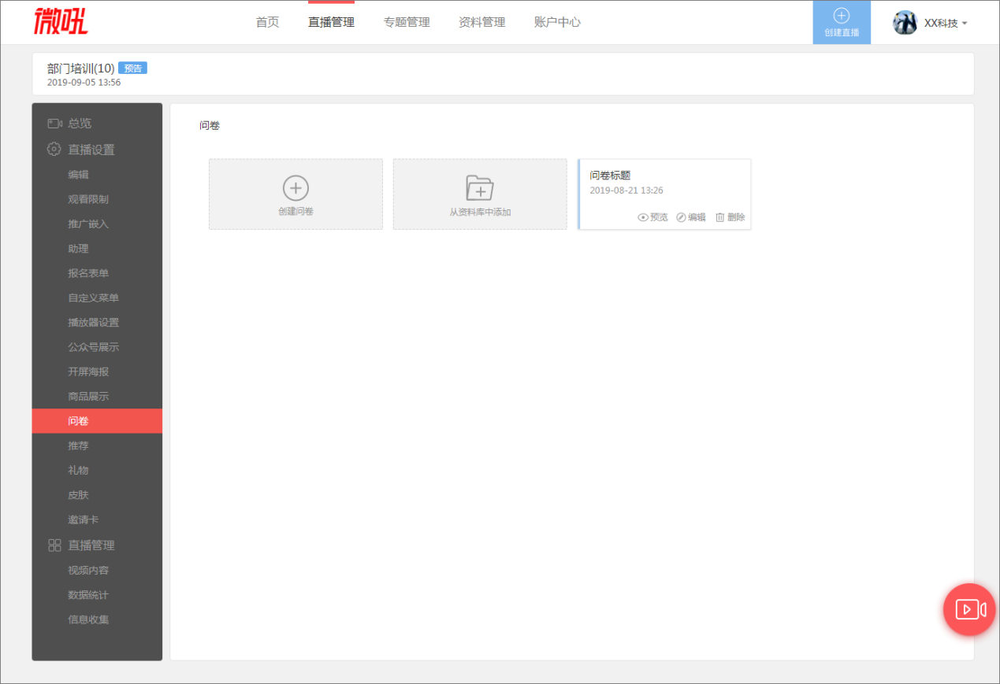 微吼
首页 直播管理 专题管理 资料管理 账户中心
创建直播
XX科技
部门培训(10) 预告
2019-09-05 13:56
总览
直播设置
编辑
观看限制
推广嵌入
助理
报名表单
自定义菜单
播放器设置
公众号展示
开屏海报
商品展示
问卷
推荐
礼物
皮肤
邀请卡
直播管理
视频内容
数据统计
信息收集
问卷
创建问卷
从资料库中添加
问卷标题
2019-08-21 13:26
预览 编辑 删除